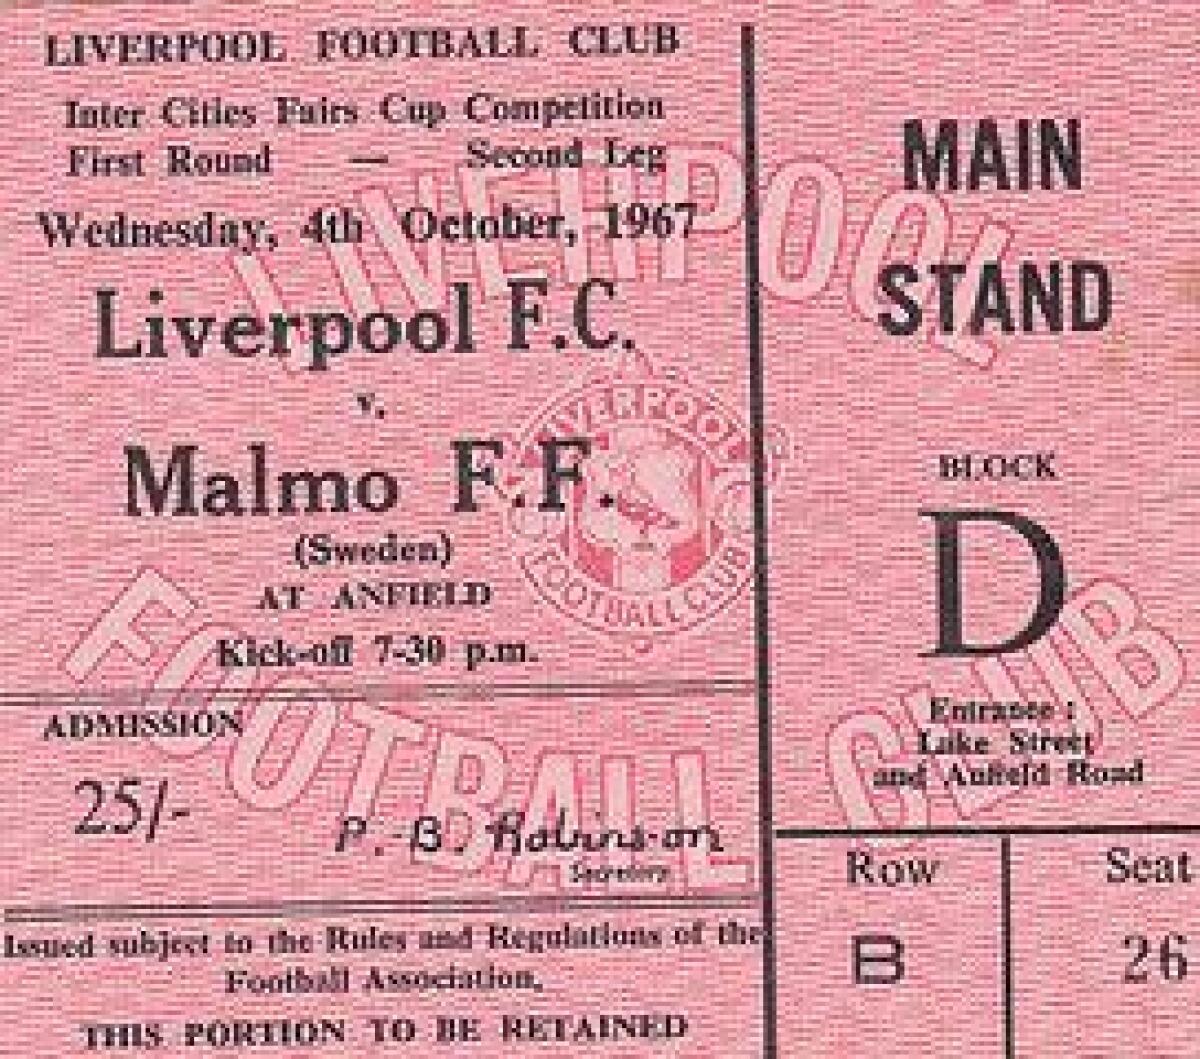 LIVERPOOL FOOTBALL CLUB
Inter Cities Fairs Cup Competition
First Round — Second Leg
Wednesday, 4th October, 1967
Liverpool F.C.
v.
Malmo F.F.
(Sweden)
AT ANFIELD
Kick-off 7-30 p.m.
ADMISSION
25/-
P. B. Robinson
Secretary
Issued subject to the Rules and Regulations of the
Football Association.
THIS PORTION TO BE RETAINED
MAIN
STAND
BLOCK
D
Entrance :
Lake Street
and Anfield Road
Row
B
Seat
26
LIVERPOOL
FOOTBALL CLUB
LIVERPOOL
FOOTBALL CLUB